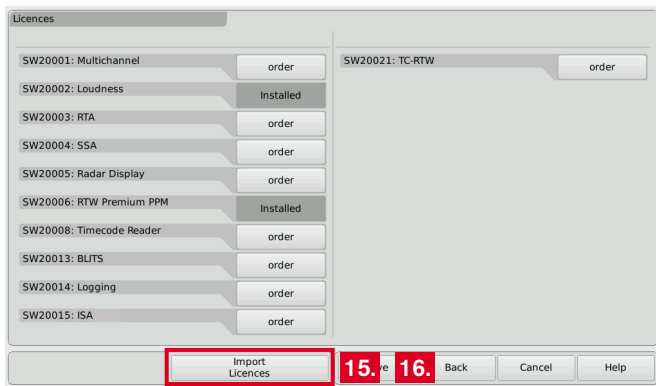 Licences
SW20001: Multichannel
order
SW20002: Loudness
Installed
SW20003: RTA
order
SW20004: SSA
order
SW20005: Radar Display
order
SW20006: RTW Premium PPM
Installed
SW20008: Timecode Reader
order
SW20013: BLITS
order
SW20014: Logging
order
SW20015: ISA
order
SW20021: TC-RTW
order
Import
Licences
15.
16.
Back
Cancel
Help